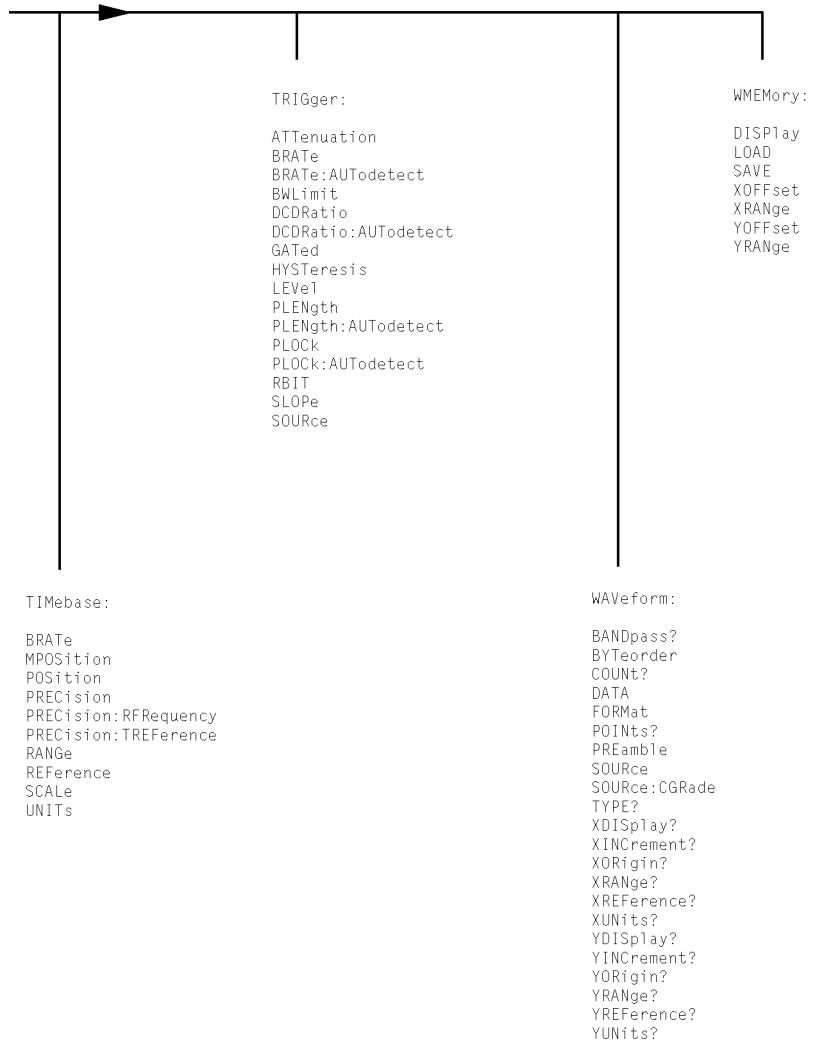 TRIGger:
ATTenuation
BRATe
BRATe:AUTodetect
BWLimit
DCDRatio
DCDRatio:AUTodetect
GATed
HYSTeresis
LEVel
PLENgth
PLENgth:AUTodetect
PLOCk
PLOCk:AUTodetect
RBIT
SLOPe
SOURce
WMEMory:
DISPlay
LOAD
SAVE
XOFFset
XRANge
YOFFset
YRANge
TIMebase:
BRATe
MPOSition
POSition
PRECision
PRECision:RFRequency
PRECision:TREFerence
RANGe
REFerence
SCALe
UNITs
WAVeform:
BANDpass?
BYTeorder
COUNt?
DATA
FORMat
POINts?
PREamble
SOURce
SOURce:CGRade
TYPE?
XDISplay?
XINCrement?
XORigin?
XRANge?
XREFerence?
XUNits?
YDISplay?
YINCrement?
YORigin?
YRANge?
YREFerence?
YUNits?